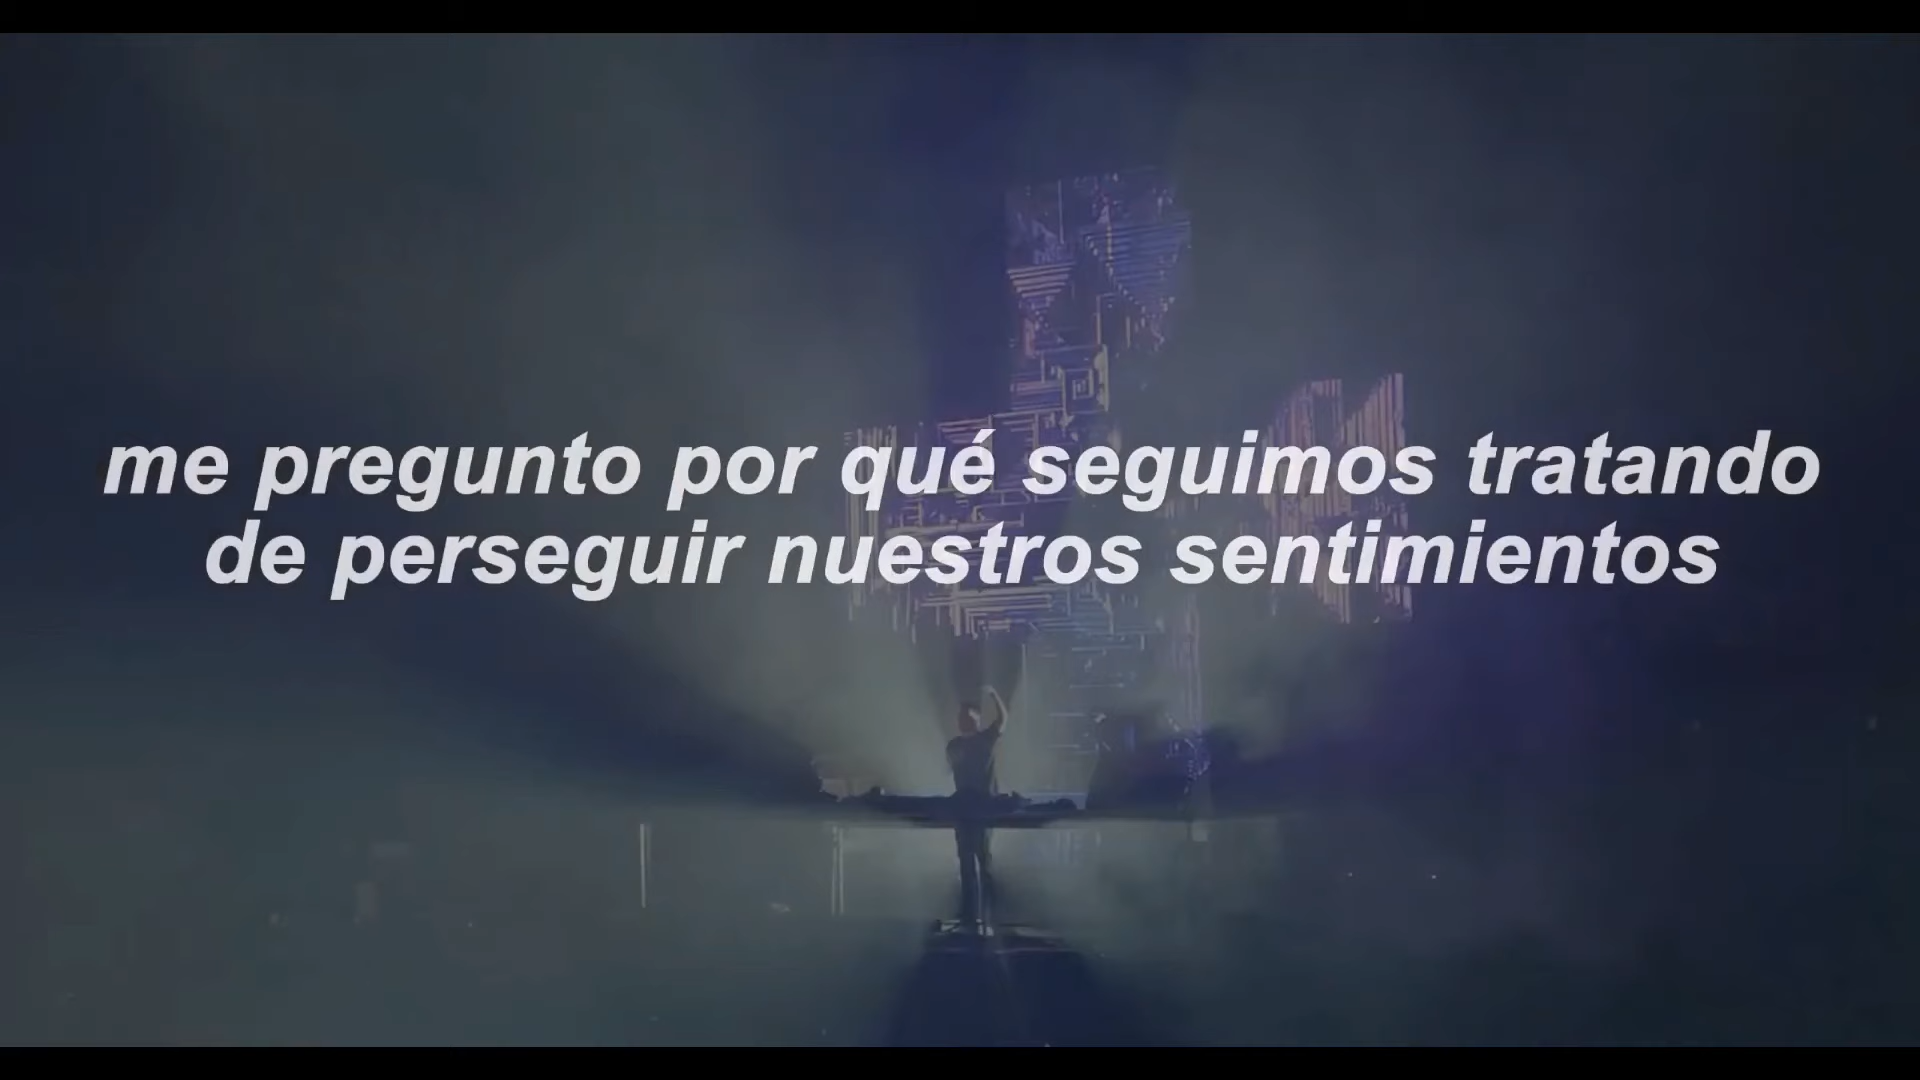 me pregunto por qué seguimos tratando
de perseguir nuestros sentimientos